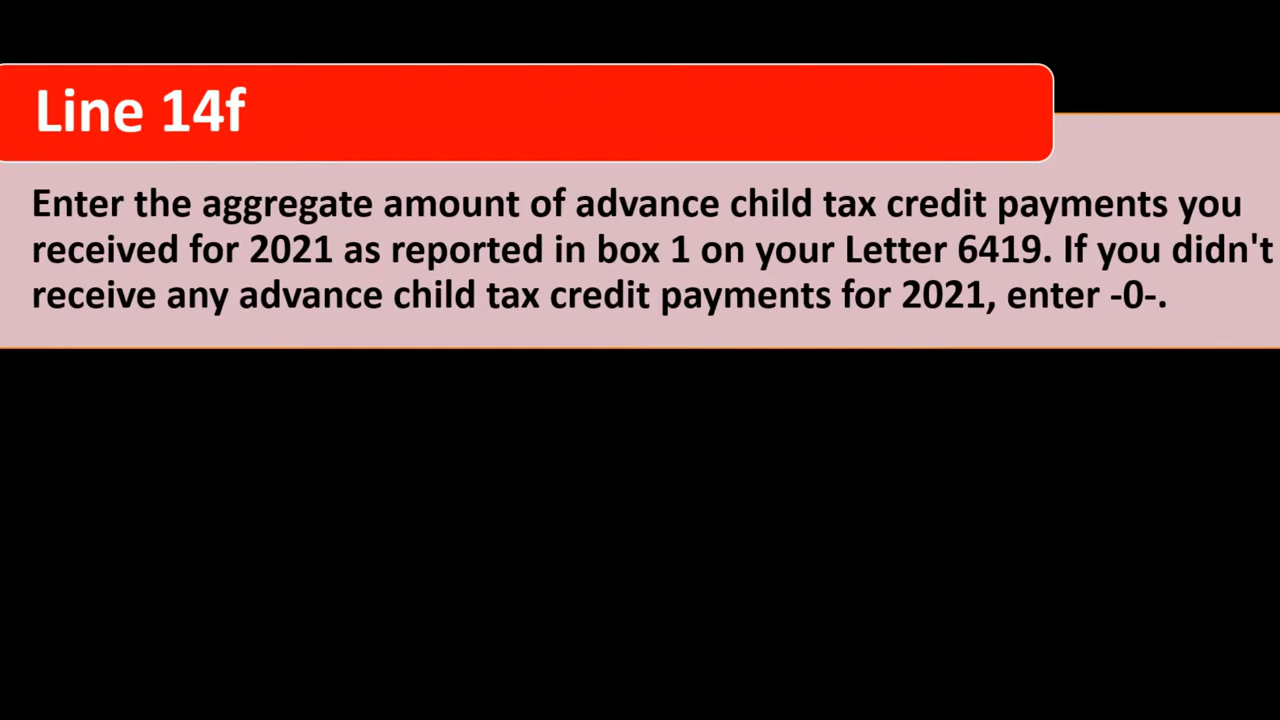 Line 14f
Enter the aggregate amount of advance child tax credit payments you
received for 2021 as reported in box 1 on your Letter 6419. If you didn't
receive any advance child tax credit payments for 2021, enter -0-.